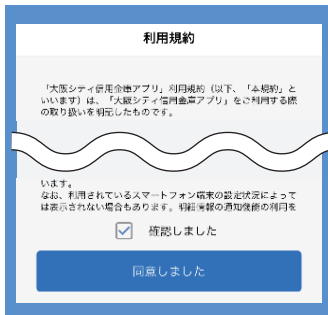 利用規約
「大阪シティ信用金庫アプリ」利用規約（以下、「本規約」と
いいます）は、「大阪シティ信用金庫アプリ」をご利用する際
の取り扱いを明記したものです。
います。
なお、利用されているスマートフォン端末の設定状況によって
は表示されない場合もあります。明細情報の通知機能の利用を
確認しました
同意しました